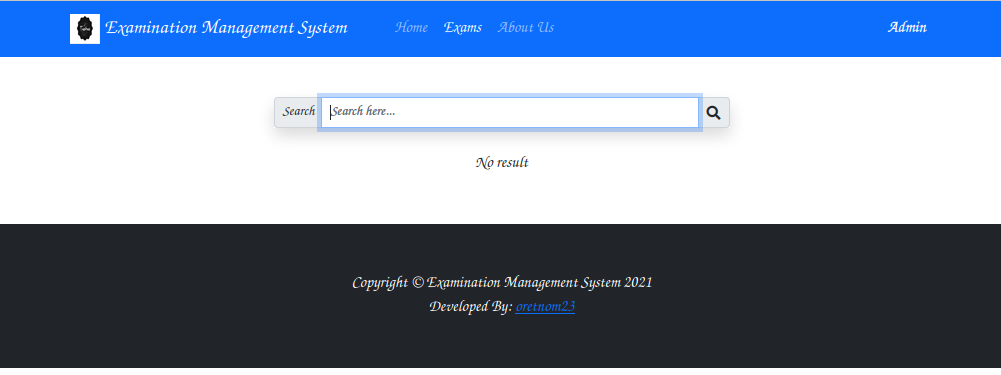 Examination Management System Home Exams About Us Admin
Search Search here...
No result
Copyright © Examination Management System 2021
Developed By: oretnom23